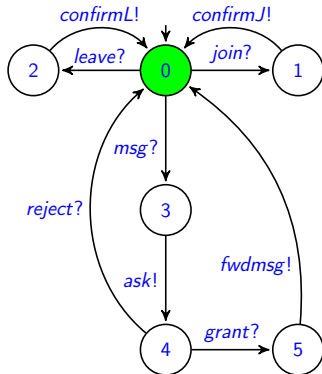 confirmL! confirmJ!
2 leave? 0 join? 1
msg?
3
reject? ask! fwdmsg!
4 grant? 5